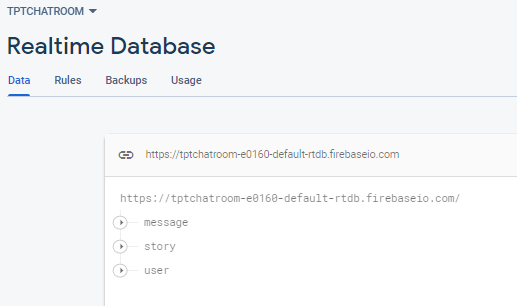 TPTCHATROOM
Realtime Database
Data Rules Backups Usage
https://tptchatroom-e0160-default-rtdb.firebaseio.com
https://tptchatroom-e0160-default-rtdb.firebaseio.com/
message
story
user